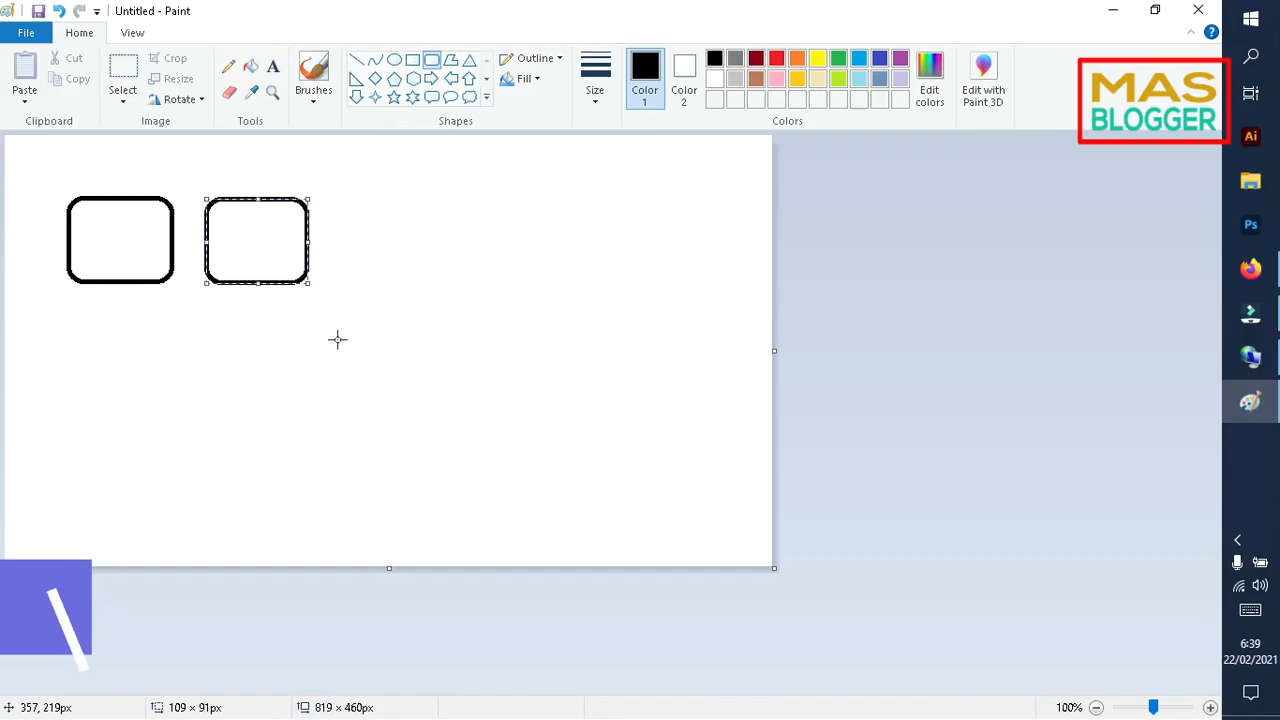 Untitled - Paint
File Home View
Paste
Cut
Copy
Clipboard
Select
Crop
Resize
Rotate
Image
A
Tools
Brushes
Outline
Fill
Shapes
Size
Color 1
Color 2
Edit colors
Edit with Paint 3D
Colors
MAS
BLOGGER
Ai
Ps
357, 219px
109 × 91px
819 × 460px
100%
6:39
22/02/2021